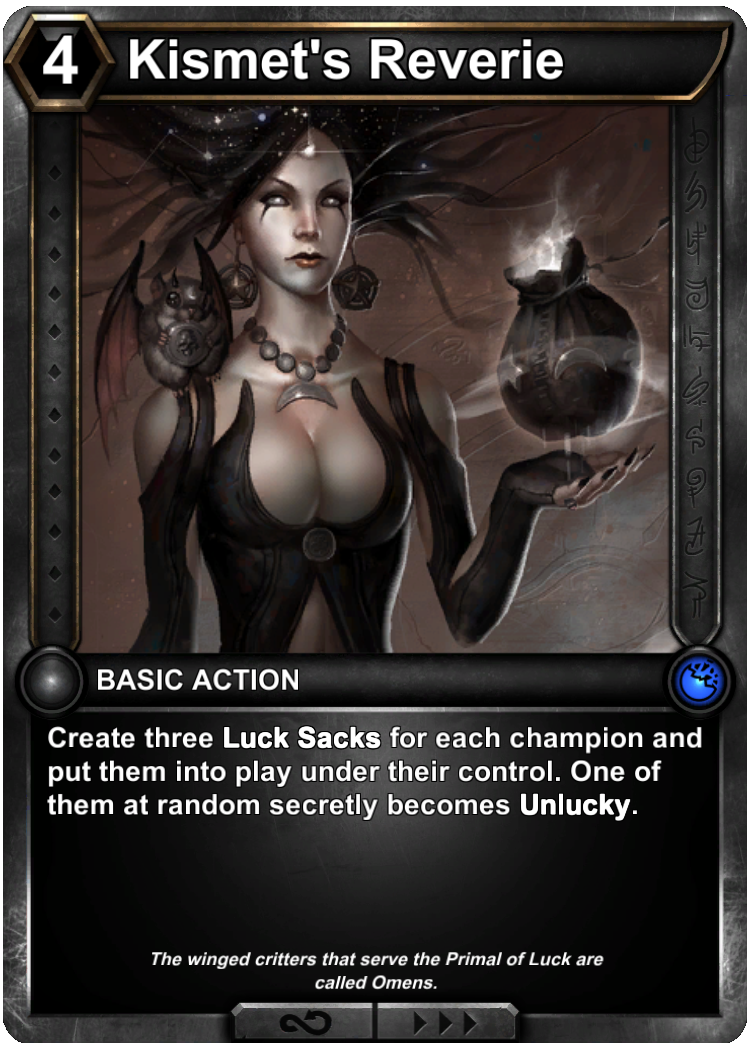 4
Kismet's Reverie
BASIC ACTION
Create three Luck Sacks for each champion and
put them into play under their control. One of
them at random secretly becomes Unlucky.
The winged critters that serve the Primal of Luck are
called Omens.